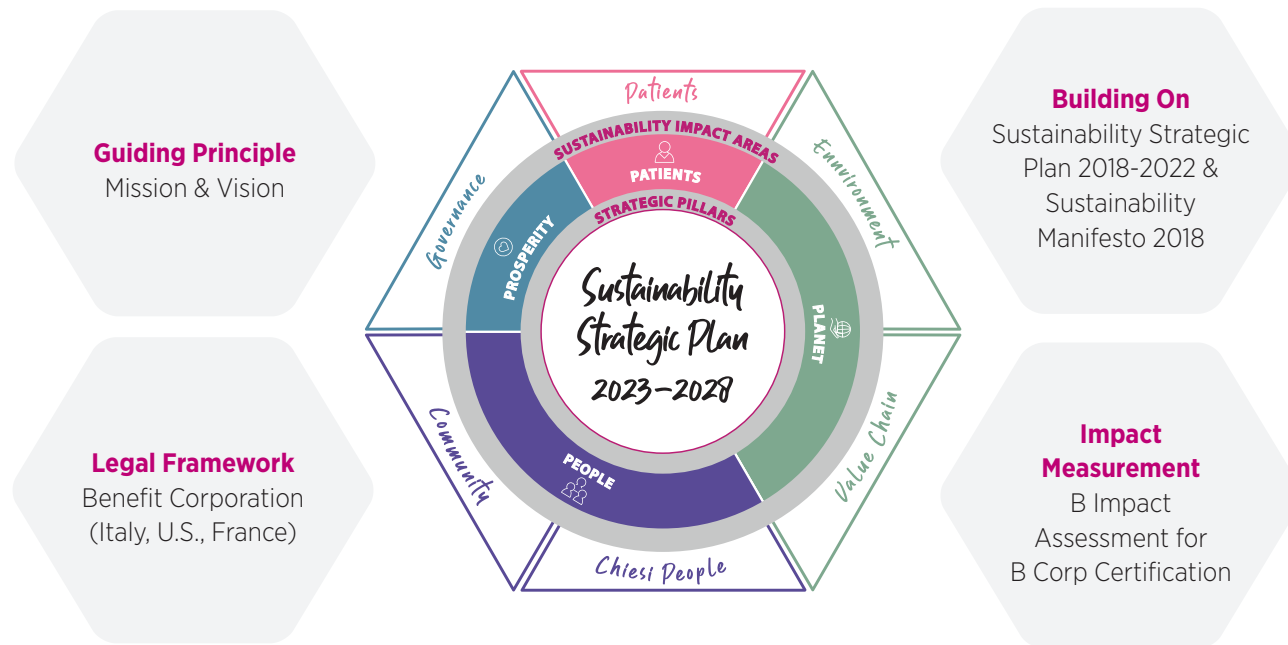 Guiding Principle
Mission & Vision
Legal Framework
Benefit Corporation
(Italy, U.S., France)
Patients
Ennvironment
Value Chain
Chiesi People
Community
Governance
SUSTAINABILITY IMPACT AREAS
PATIENTS
PLANET
PEOPLE
PROSPERITY
STRATEGIC PILLARS
Sustainability
Strategic Plan
2023–2028
Building On
Sustainability Strategic
Plan 2018-2022 &
Sustainability
Manifesto 2018
Impact
Measurement
B Impact
Assessment for
B Corp Certification